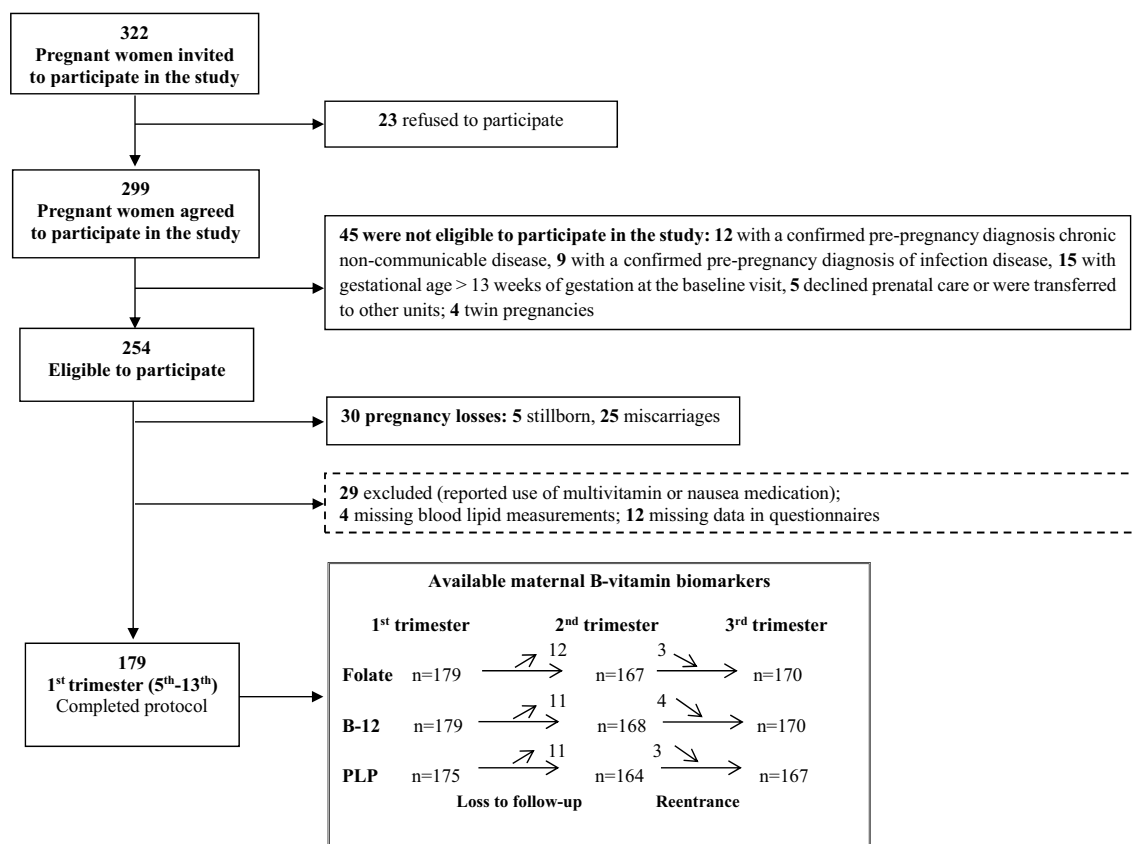 322
Pregnant women invited
to participate in the study
23 refused to participate
299
Pregnant women agreed
to participate in the study
45 were not eligible to participate in the study: 12 with a confirmed pre-pregnancy diagnosis chronic
non-communicable disease, 9 with a confirmed pre-pregnancy diagnosis of infection disease, 15 with
gestational age > 13 weeks of gestation at the baseline visit, 5 declined prenatal care or were transferred
to other units; 4 twin pregnancies
254
Eligible to participate
30 pregnancy losses: 5 stillborn, 25 miscarriages
29 excluded (reported use of multivitamin or nausea medication);
4 missing blood lipid measurements; 12 missing data in questionnaires
179
1st trimester (5th-13th)
Completed protocol
Available maternal B-vitamin biomarkers
1st trimester 2nd trimester 3rd trimester
12 3
Folate n=179 n=167 n=170
11 4
B-12 n=179 n=168 n=170
11 3
PLP n=175 n=164 n=167
Loss to follow-up Reentrance